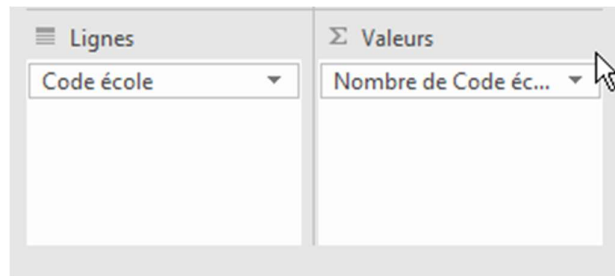 Lignes
Σ Valeurs
Code école
Nombre de Code éc...